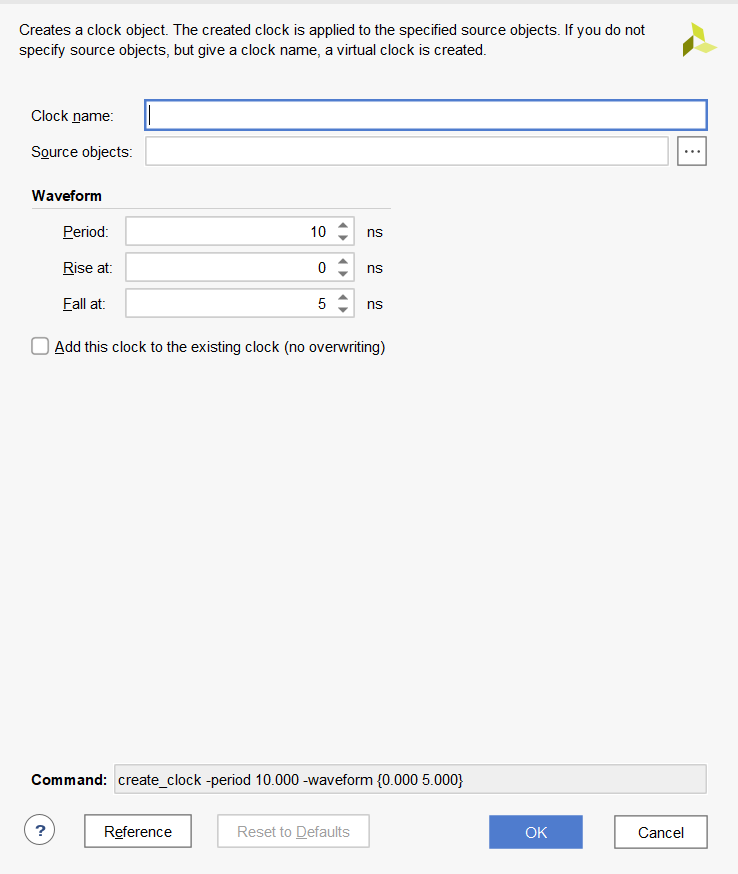 Creates a clock object. The created clock is applied to the specified source objects. If you do not
specify source objects, but give a clock name, a virtual clock is created.
Clock name:
Source objects: ...
Waveform
Period: 10 ns
Rise at: 0 ns
Fall at: 5 ns
Add this clock to the existing clock (no overwriting)
Command: create_clock -period 10.000 -waveform {0.000 5.000}
? Reference Reset to Defaults OK Cancel